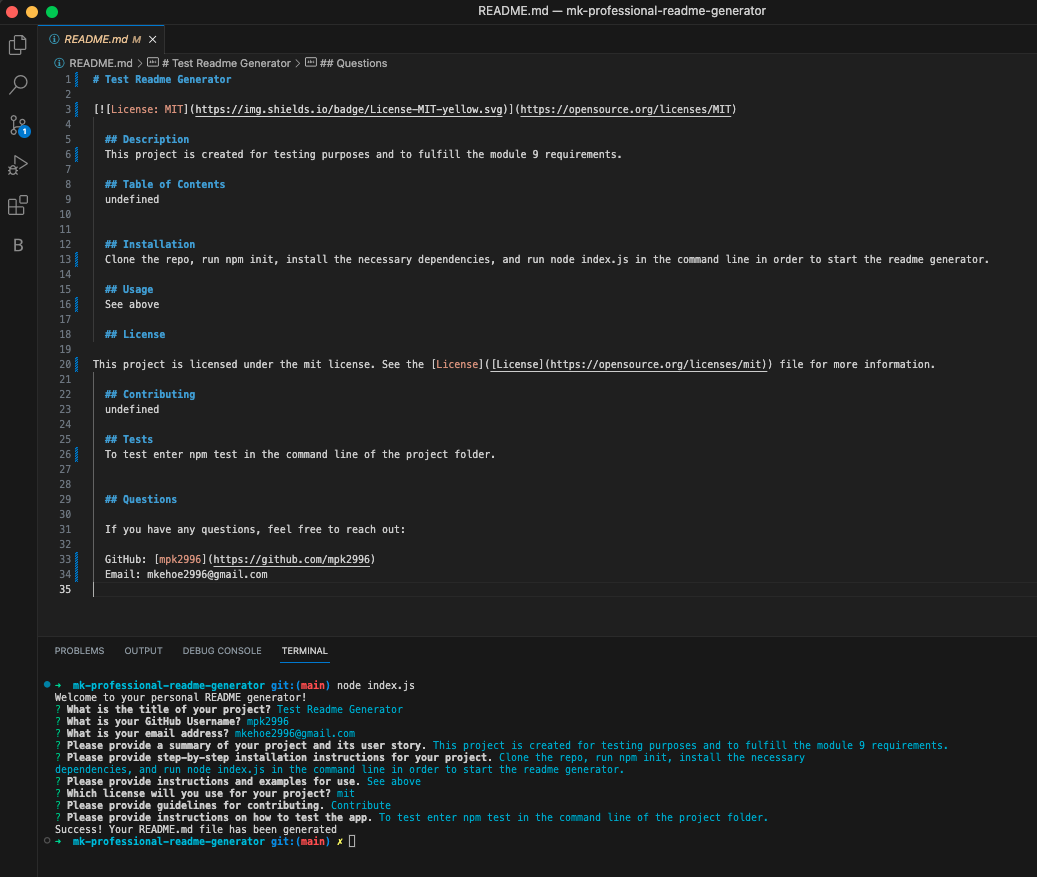 README.md — mk-professional-readme-generator
README.md M
README.md > # Test Readme Generator > ## Questions
1 # Test Readme Generator
2
3 [![License: MIT](https://img.shields.io/badge/License-MIT-yellow.svg)](https://opensource.org/licenses/MIT)
4
5 ## Description
6 This project is created for testing purposes and to fulfill the module 9 requirements.
7
8 ## Table of Contents
9 undefined
10
11
12 ## Installation
13 Clone the repo, run npm init, install the necessary dependencies, and run node index.js in the command line in order to start the readme generator.
14
15 ## Usage
16 See above
17
18 ## License
19
20 This project is licensed under the mit license. See the [License]([License](https://opensource.org/licenses/mit)) file for more information.
21
22 ## Contributing
23 undefined
24
25 ## Tests
26 To test enter npm test in the command line of the project folder.
27
28
29 ## Questions
30
31 If you have any questions, feel free to reach out:
32
33 GitHub: [mpk2996](https://github.com/mpk2996)
34 Email: mkehoe2996@gmail.com
35
1
B
PROBLEMS OUTPUT DEBUG CONSOLE TERMINAL
→ mk-professional-readme-generator git:(main) node index.js
Welcome to your personal README generator!
? What is the title of your project? Test Readme Generator
? What is your GitHub Username? mpk2996
? What is your email address? mkehoe2996@gmail.com
? Please provide a summary of your project and its user story. This project is created for testing purposes and to fulfill the module 9 requirements.
? Please provide step-by-step installation instructions for your project. Clone the repo, run npm init, install the necessary
dependencies, and run node index.js in the command line in order to start the readme generator.
? Please provide instructions and examples for use. See above
? Which license will you use for your project? mit
? Please provide guidelines for contributing. Contribute
? Please provide instructions on how to test the app. To test enter npm test in the command line of the project folder.
Success! Your README.md file has been generated
→ mk-professional-readme-generator git:(main) ✗